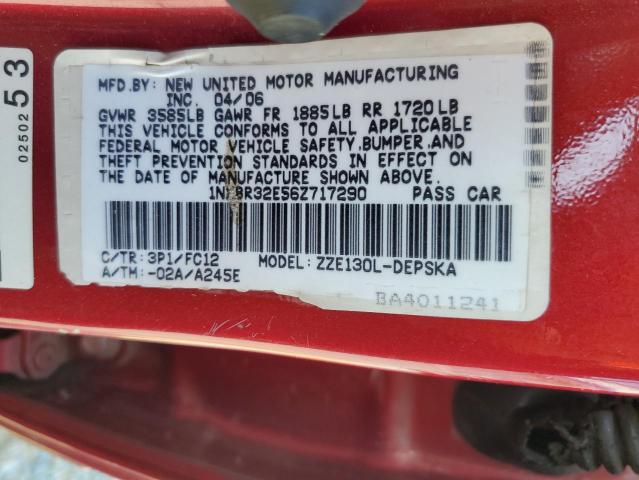 MFD.BY: NEW UNITED MOTOR MANUFACTURING
INC. 04/06
GVWR 3585LB GAWR FR 1885LB RR 1720LB
THIS VEHICLE CONFORMS TO ALL APPLICABLE
FEDERAL MOTOR VEHICLE SAFETY,BUMPER,AND
THEFT PREVENTION STANDARDS IN EFFECT ON
THE DATE OF MANUFACTURE SHOWN ABOVE.
PASS CAR
C/TR: 3P1/FC12 MODEL: ZZE130L-DEPSKA
A/TM: -02A/A245E
BA4011241
02502 53